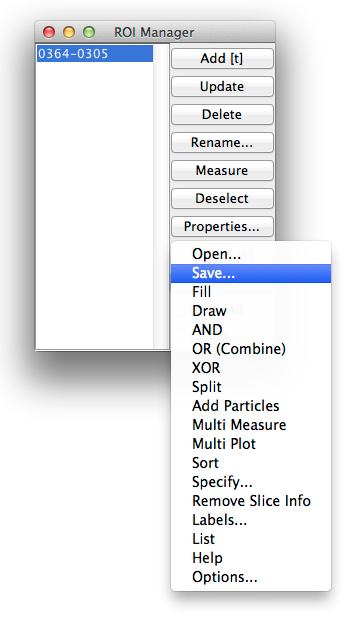 ROI Manager
0364-0305
Add [t]
Update
Delete
Rename...
Measure
Deselect
Properties...
Open...
Save...
Fill
Draw
AND
OR (Combine)
XOR
Split
Add Particles
Multi Measure
Multi Plot
Sort
Specify...
Remove Slice Info
Labels...
List
Help
Options...